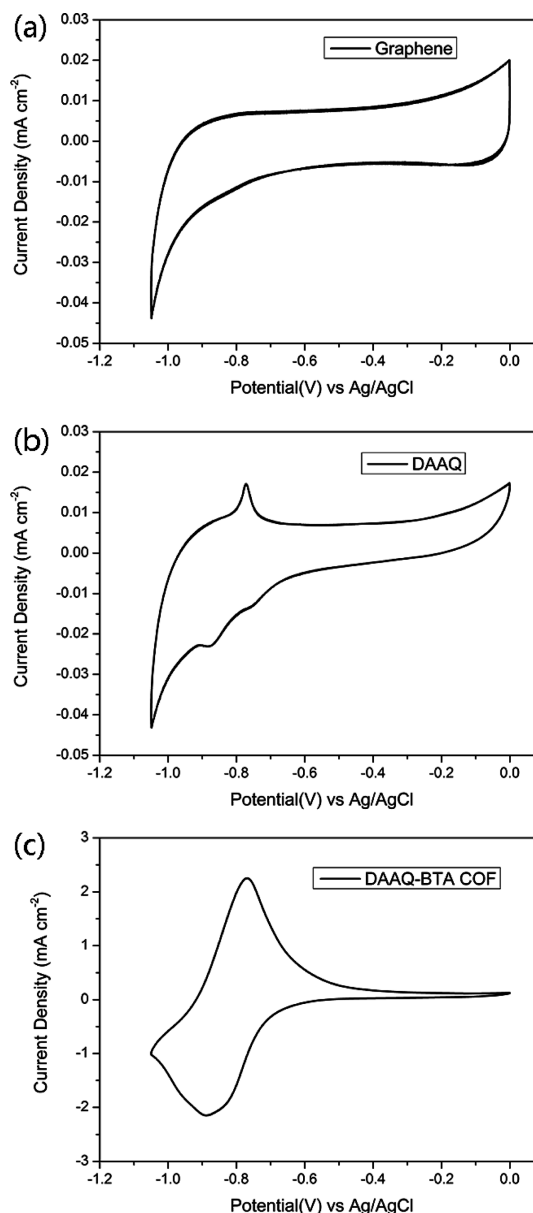 (a)
Graphene
Current Density (mA cm⁻²)
0.03
0.02
0.01
0.00
-0.01
-0.02
-0.03
-0.04
-0.05
-1.2 -1.0 -0.8 -0.6 -0.4 -0.2 0.0
Potential(V) vs Ag/AgCl
(b)
DAAQ
Current Density (mA cm⁻²)
0.03
0.02
0.01
0.00
-0.01
-0.02
-0.03
-0.04
-0.05
-1.2 -1.0 -0.8 -0.6 -0.4 -0.2 0.0
Potential(V) vs Ag/AgCl
(c)
DAAQ-BTA COF
Current Density (mA cm⁻²)
3
2
1
0
-1
-2
-3
-1.2 -1.0 -0.8 -0.6 -0.4 -0.2 0.0
Potential(V) vs Ag/AgCl